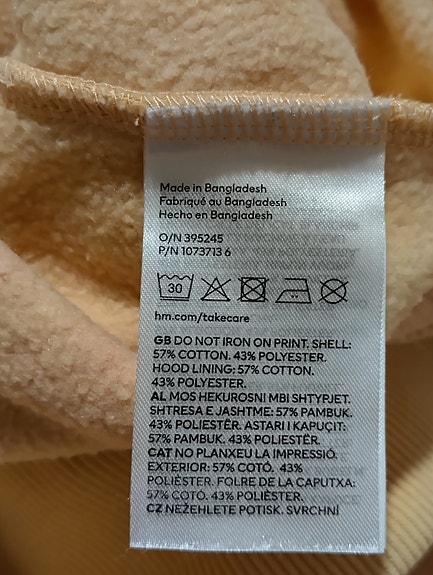 Made in Bangladesh
Fabriqué au Bangladesh
Hecho en Bangladesh
O/N 395245
P/N 1073713 6
30
hm.com/takecare
GB DO NOT IRON ON PRINT. SHELL:
57% COTTON. 43% POLYESTER.
HOOD LINING: 57% COTTON.
43% POLYESTER.
AL MOS HEKUROSNI MBI SHTYPJET.
SHTRESA E JASHTME: 57% PAMBUK.
43% POLIESTËR. ASTARI I KAPUÇIT:
57% PAMBUK. 43% POLIESTËR.
CAT NO PLANXEU LA IMPRESSIÓ.
EXTERIOR: 57% COTÓ. 43%
POLIÈSTER. FOLRE DE LA CAPUTXA:
57% COTÓ. 43% POLIÈSTER.
CZ NEŽEHLETE POTISK. SVRCHNÍ